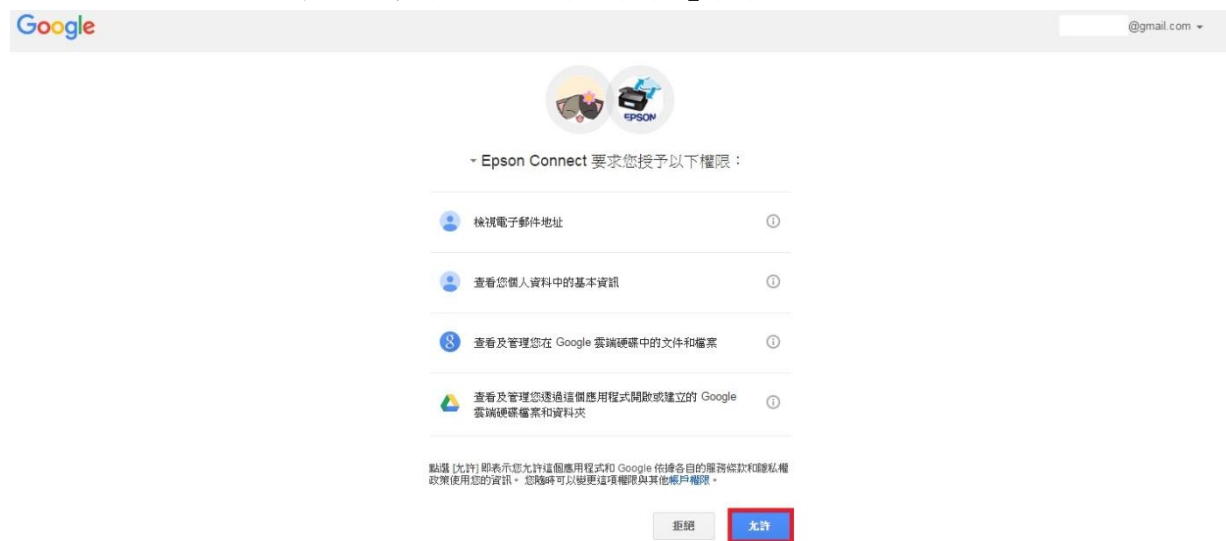 Google
@gmail.com
EPSON
Epson Connect 要求您授予以下權限：
檢視電子郵件地址
查看您個人資料中的基本資訊
8
查看及管理您在 Google 雲端硬碟中的文件和檔案
查看及管理您透過這個應用程式開啟或建立的 Google
雲端硬碟檔案和資料夾
點選 [允許] 即表示您允許這個應用程式和 Google 依據各自的服務條款和隱私權
政策使用您的資訊。您隨時可以變更這項權限與其他帳戶權限。
拒絕
允許